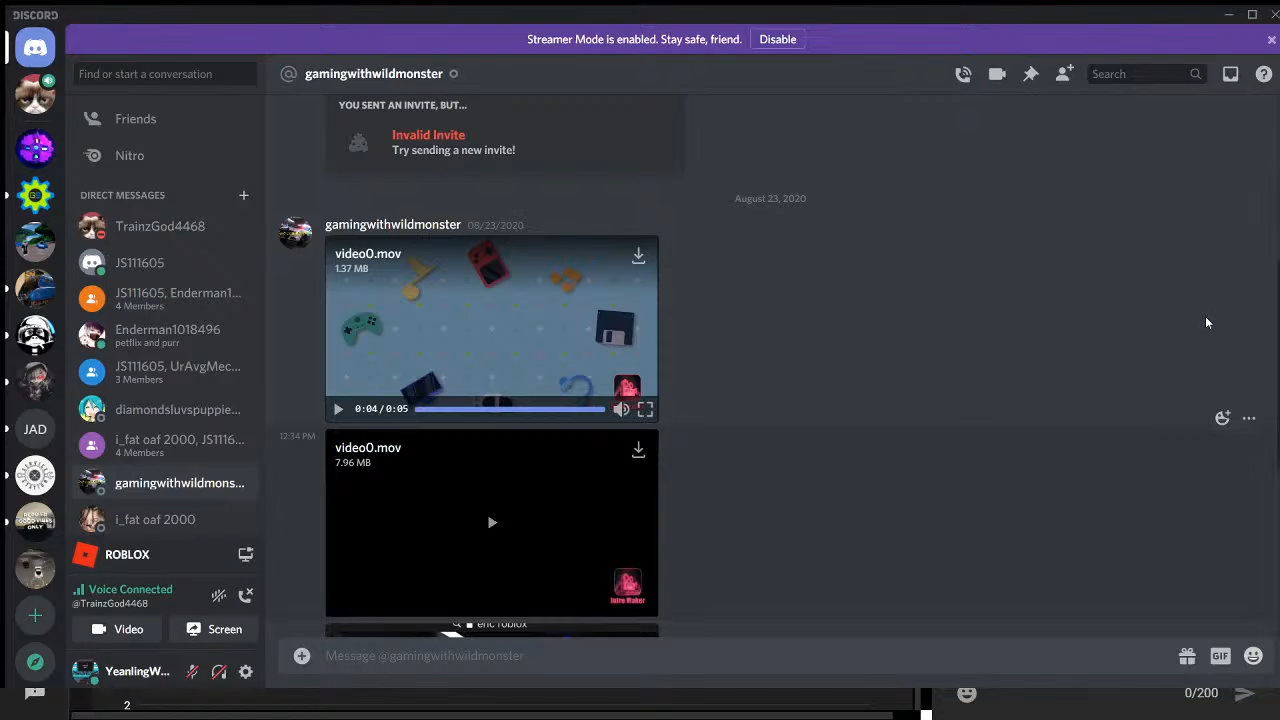 DISCORD
Streamer Mode is enabled. Stay safe, friend.
Disable
Find or start a conversation
gamingwithwildmonster
Search
Friends
Nitro
DIRECT MESSAGES
TrainzGod4468
JS111605
JS111605, Enderman1...
4 Members
Enderman1018496
petflix and purr
JS111605, UrAvgMec...
3 Members
diamondsluvspuppie...
i_fat oaf 2000, JS1116...
4 Members
gamingwithwildmons...
i_fat oaf 2000
JAD
ROBLOX
Voice Connected
@TrainzGod4468
Video
Screen
YeanlingW...
YOU SENT AN INVITE, BUT...
Invalid Invite
Try sending a new invite!
August 23, 2020
gamingwithwildmonster 08/23/2020
video0.mov
1.37 MB
0:04/0:05
12:34 PM
video0.mov
7.96 MB
Intro Maker
eric roblox
Message @gamingwithwildmonster
GIF
2
0/200